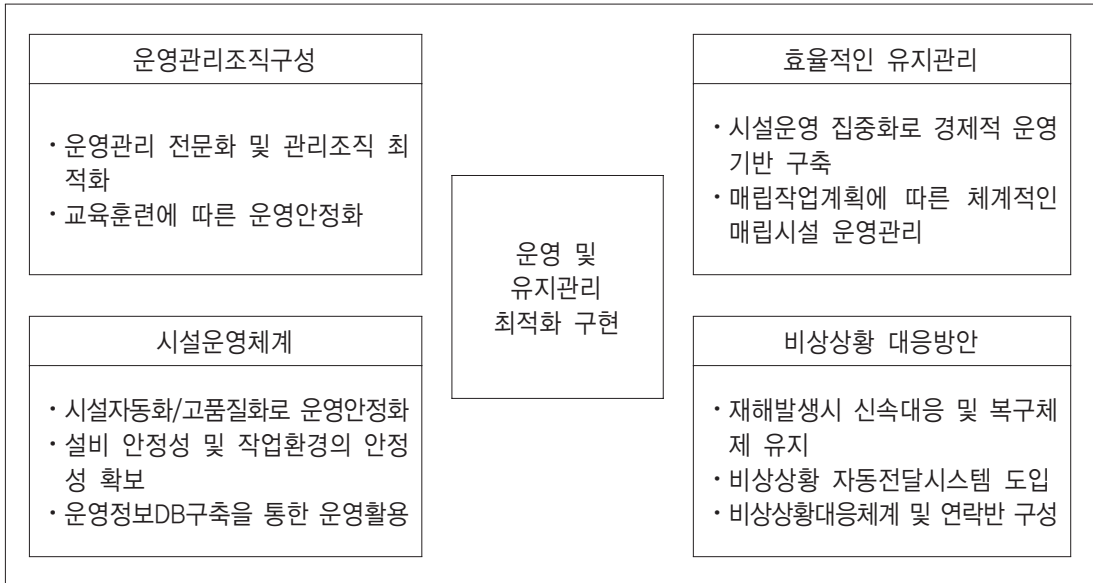 운영관리조직구성
· 운영관리 전문화 및 관리조직 최
적화
· 교육훈련에 따른 운영안정화
효율적인 유지관리
· 시설운영 집중화로 경제적 운영
기반 구축
· 매립작업계획에 따른 체계적인
매립시설 운영관리
운영 및
유지관리
최적화 구현
시설운영체계
· 시설자동화/고품질화로 운영안정화
· 설비 안정성 및 작업환경의 안정
성 확보
· 운영정보DB구축을 통한 운영활용
비상상황 대응방안
· 재해발생시 신속대응 및 복구체
제 유지
· 비상상황 자동전달시스템 도입
· 비상상황대응체계 및 연락반 구성